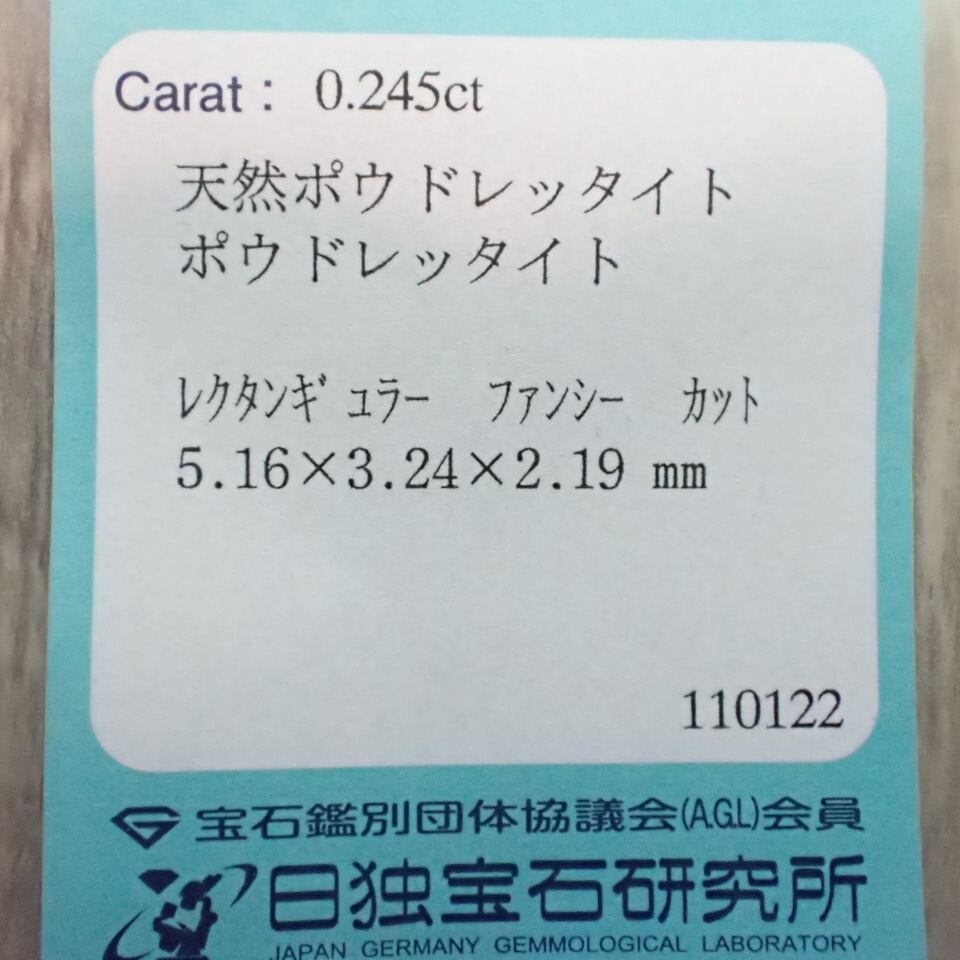 Carat : 0.245ct
天然ポウドレッタイト
ポウドレッタイト
ﾚｸﾀﾝｷﾞｭﾗｰ ﾌｧﾝｼｰ ｶｯﾄ
5.16×3.24×2.19 mm
110122
宝石鑑別団体協議会(A.G.L)会員
日独宝石研究所
JAPAN GERMANY GEMMOLOGICAL LABORATORY